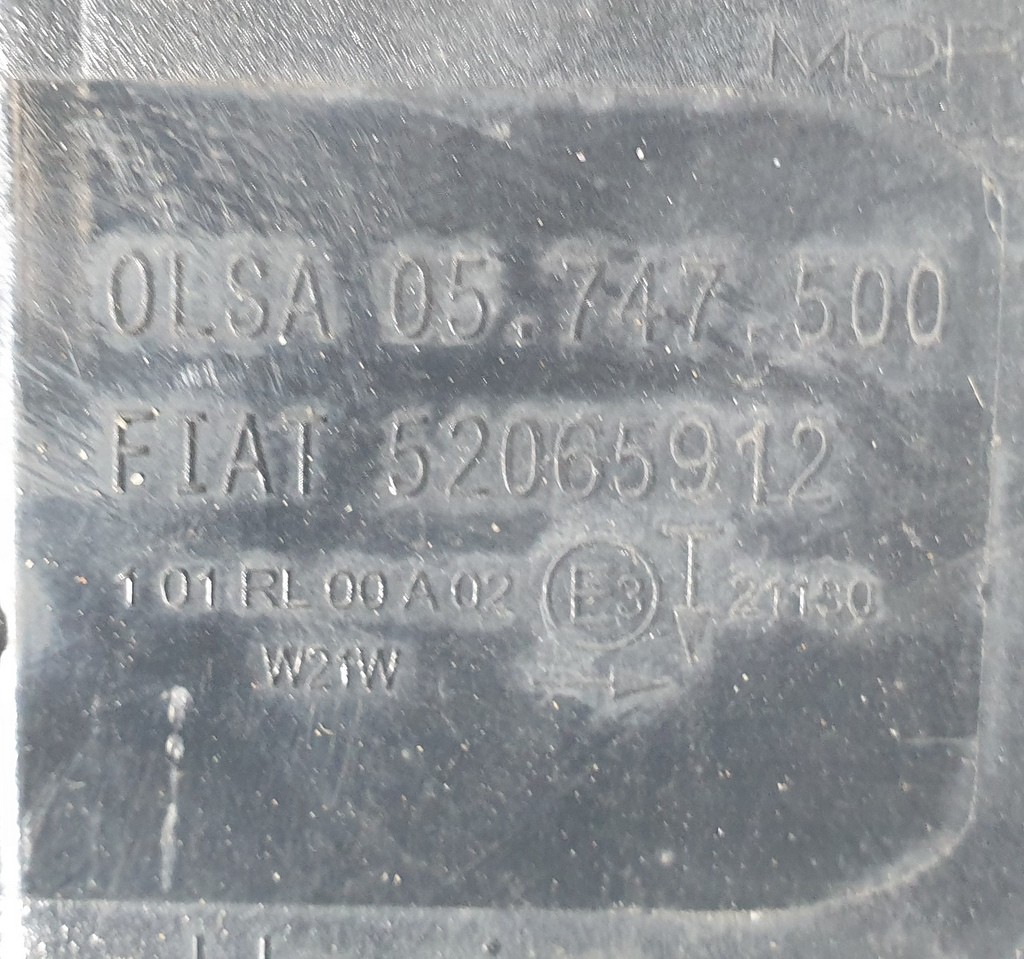 OLSA 05.747.500
FIAT 52065912
1 01 RL 00 A 02 E3 21130
W21W